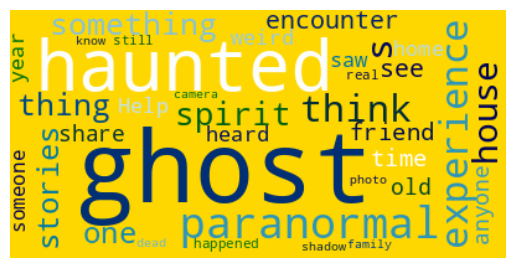 something encounter
know still weird
year haunted saw s see home
real
camera
thing Help spirit think
share heard friend
experience house
stories ghost time
someone photo old anyone
one paranormal
dead happened shadow family